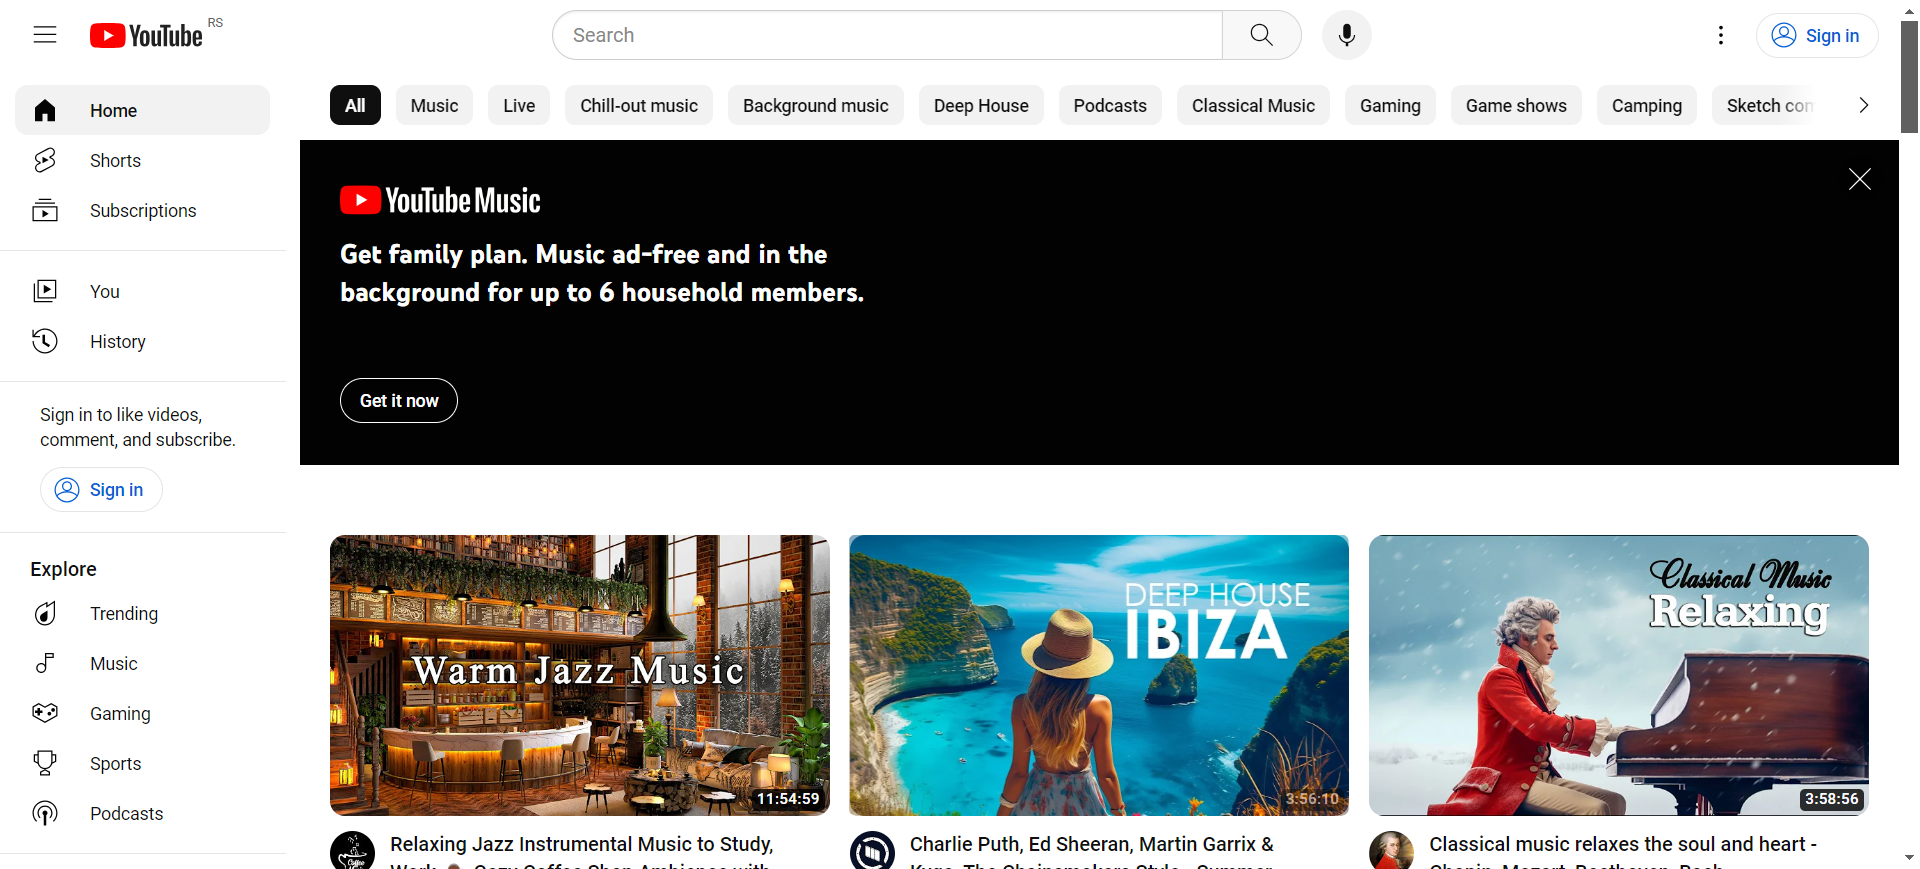 YouTube RS
Search
Sign in
Home
Shorts
Subscriptions
You
History
Sign in to like videos,
comment, and subscribe.
Sign in
Explore
Trending
Music
Gaming
Sports
Podcasts
All
Music
Live
Chill-out music
Background music
Deep House
Podcasts
Classical Music
Gaming
Game shows
Camping
Sketch
YouTube Music
Get family plan. Music ad-free and in the
background for up to 6 household members.
Get it now
Warm Jazz Music
11:54:59
Relaxing Jazz Instrumental Music to Study,
DEEP HOUSE
IBIZA
3:56:10
Charlie Puth, Ed Sheeran, Martin Garrix &
Classical Music
Relaxing
3:58:56
Classical music relaxes the soul and heart -